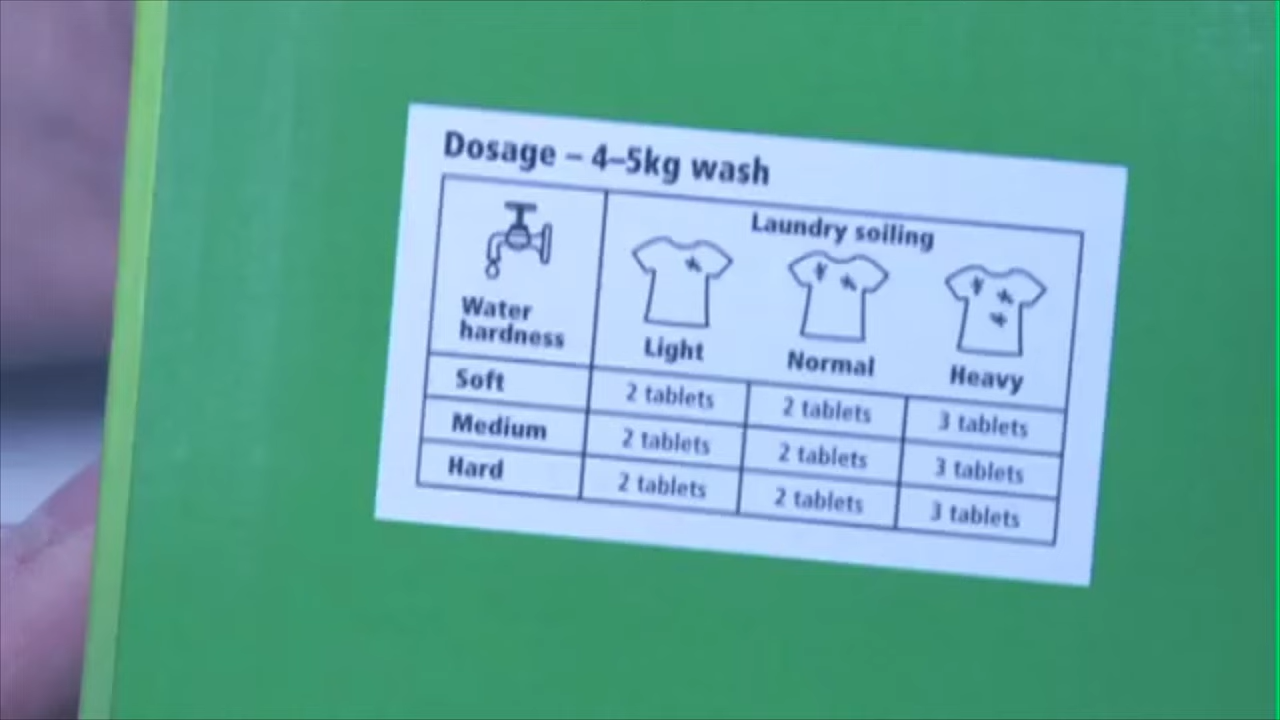 Dosage – 4–5kg wash
Laundry soiling
Water
hardness
Light Normal Heavy
Soft 2 tablets 2 tablets 3 tablets
Medium 2 tablets 2 tablets 3 tablets
Hard 2 tablets 2 tablets 3 tablets